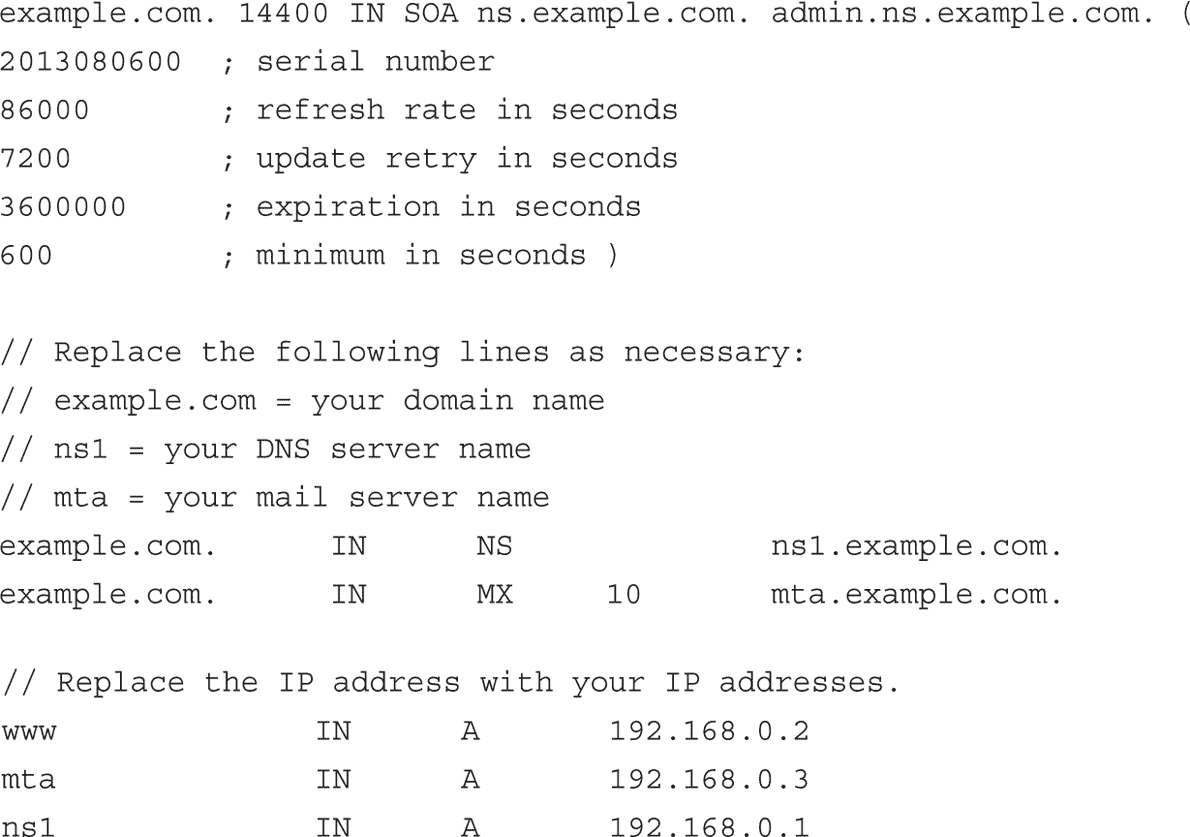 example.com. 14400 IN SOA ns.example.com. admin.ns.example.com. (
2013080600 ; serial number
86000 ; refresh rate in seconds
7200 ; update retry in seconds
3600000 ; expiration in seconds
600 ; minimum in seconds )
// Replace the following lines as necessary:
// example.com = your domain name
// ns1 = your DNS server name
// mta = your mail server name
example.com. IN NS ns1.example.com.
example.com. IN MX 10 mta.example.com.
// Replace the IP address with your IP addresses.
www IN A 192.168.0.2
mta IN A 192.168.0.3
ns1 IN A 192.168.0.1